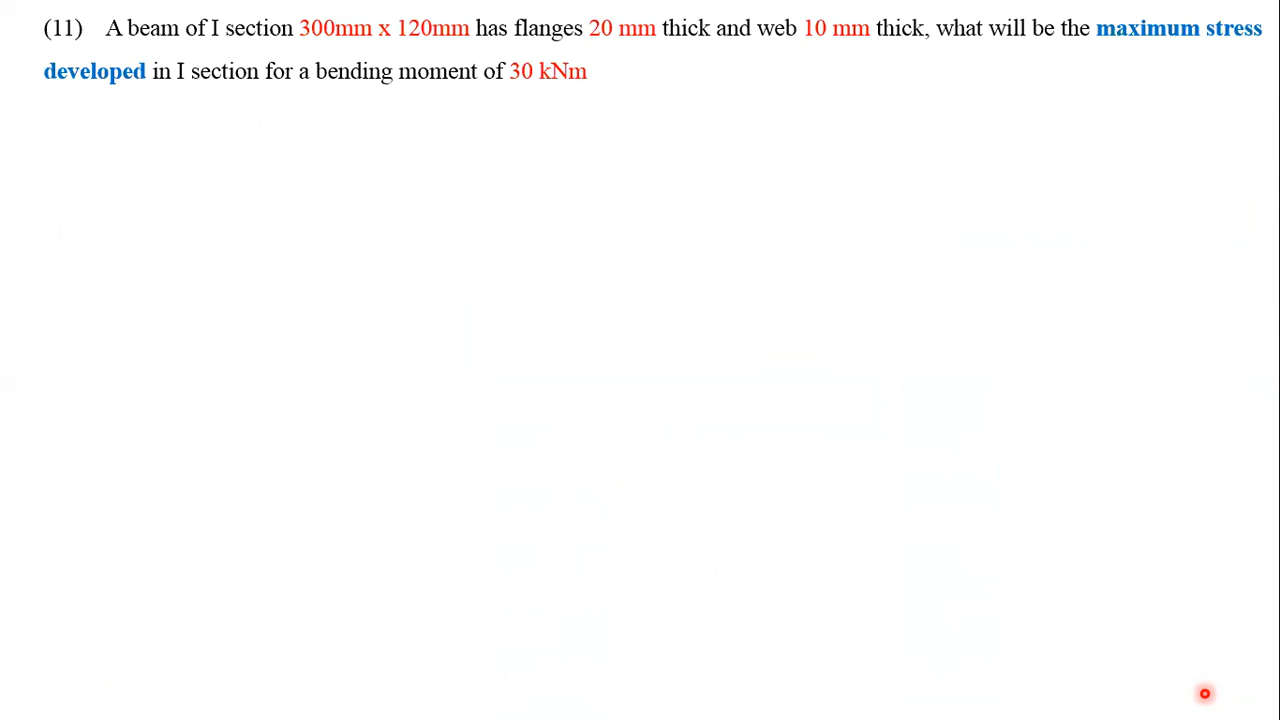 (11) A beam of I section 300mm x 120mm has flanges 20 mm thick and web 10 mm thick, what will be the maximum stress
developed in I section for a bending moment of 30 kNm